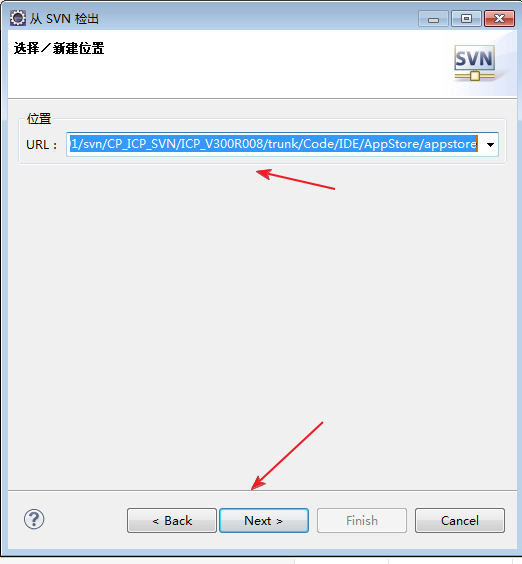 从 SVN 检出
选择/新建位置
SVN
位置
URL：
1/svn/CP_ICP_SVN/ICP_V300R008/trunk/Code/IDE/AppStore/appstore
?
< Back
Next >
Finish
Cancel